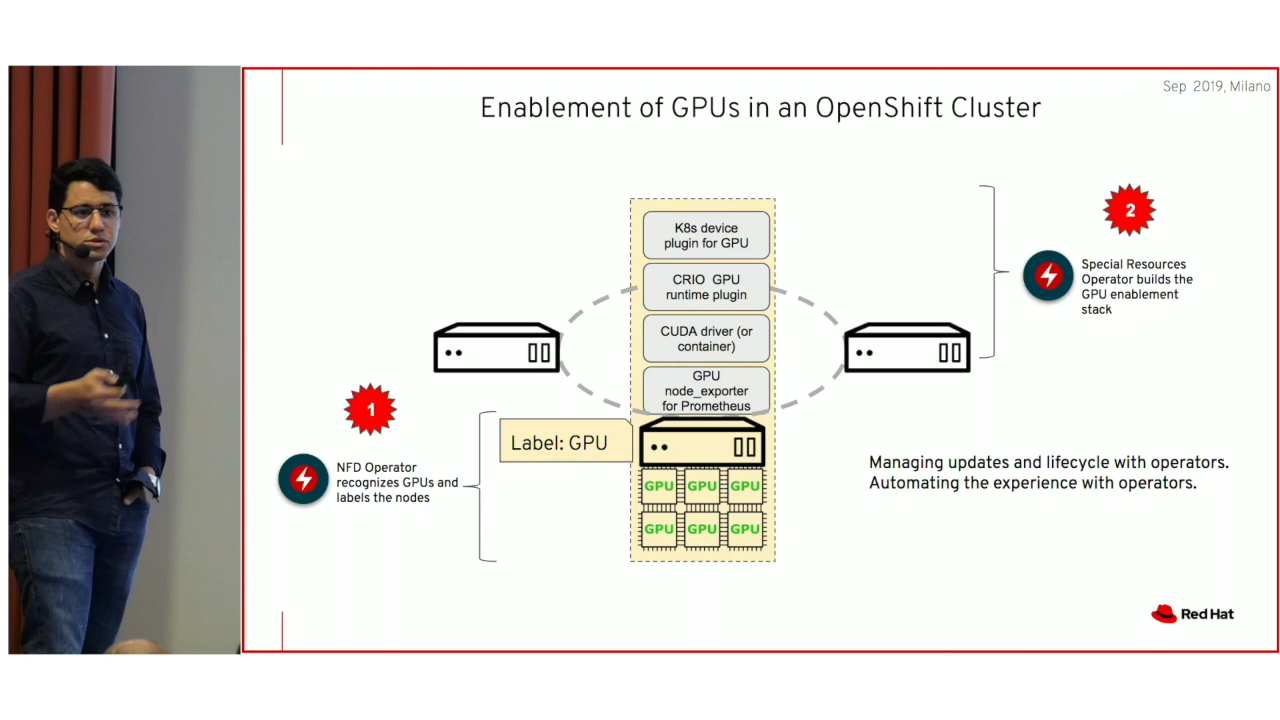 Sep 2019, Milano
Enablement of GPUs in an OpenShift Cluster
K8s device
plugin for GPU
CRIO GPU
runtime plugin
CUDA driver (or
container)
GPU
node_exporter
for Prometheus
2
Special Resources
Operator builds the
GPU enablement
stack
1
NFD Operator
recognizes GPUs and
labels the nodes
Label: GPU
GPU GPU GPU
GPU GPU GPU
Managing updates and lifecycle with operators.
Automating the experience with operators.
Red Hat